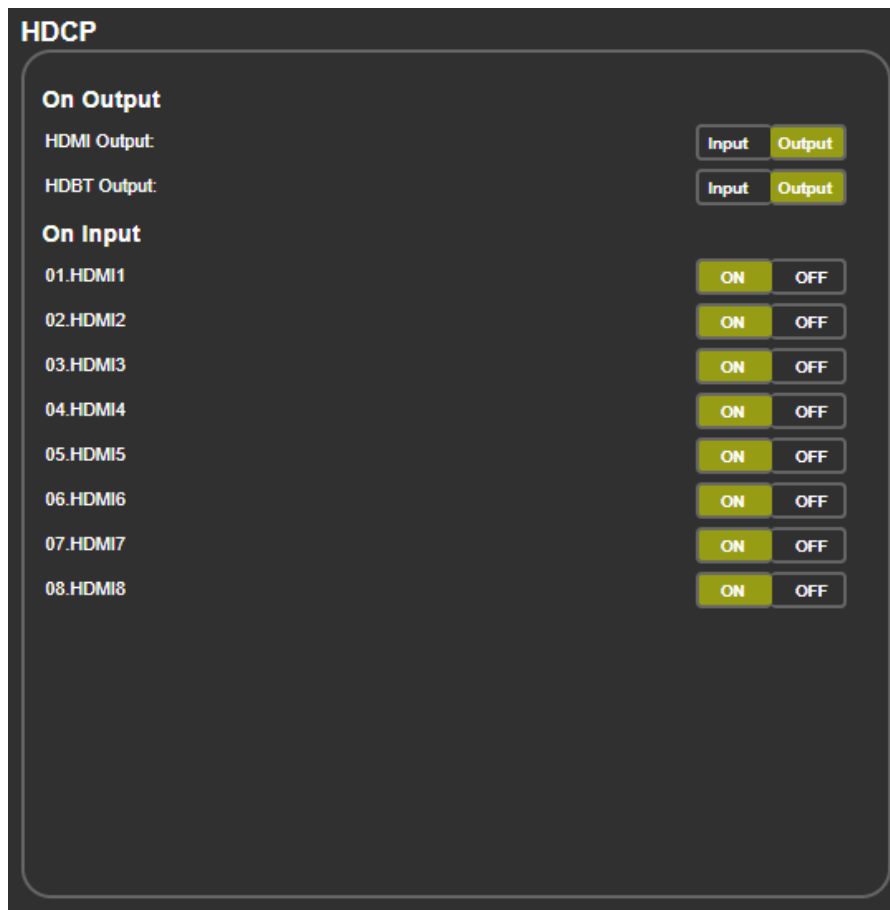 HDCP
On Output
HDMI Output: Input Output
HDBT Output: Input Output
On Input
01.HDMI1 ON OFF
02.HDMI2 ON OFF
03.HDMI3 ON OFF
04.HDMI4 ON OFF
05.HDMI5 ON OFF
06.HDMI6 ON OFF
07.HDMI7 ON OFF
08.HDMI8 ON OFF